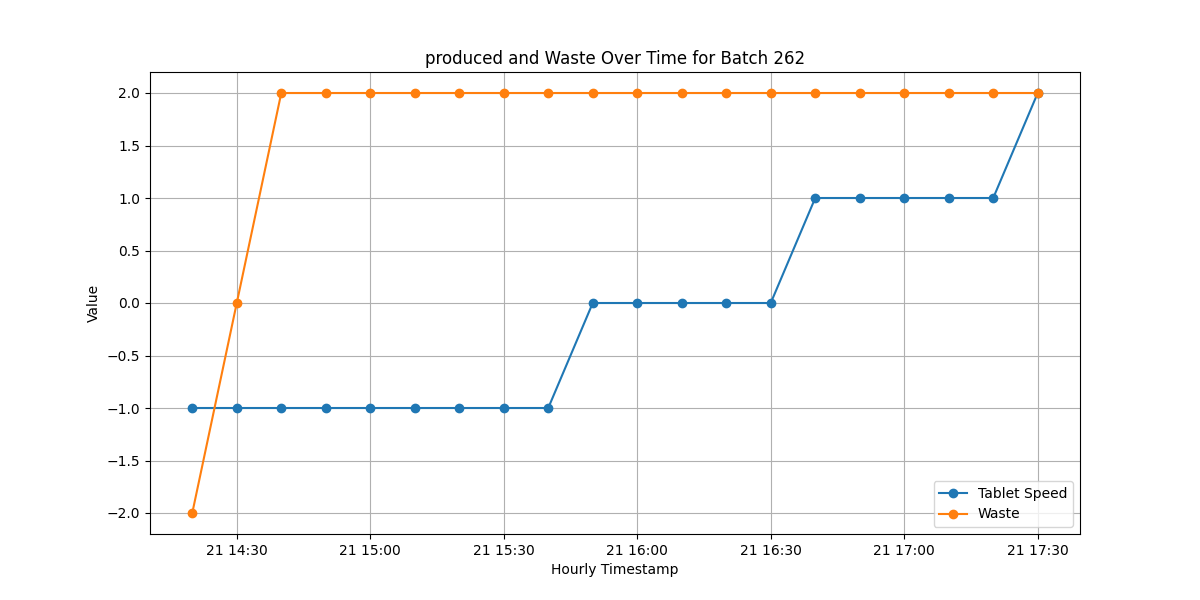 produced and Waste Over Time for Batch 262
Value
2.0
1.5
1.0
0.5
0.0
−0.5
−1.0
−1.5
−2.0
Tablet Speed
Waste
21 14:30 21 15:00 21 15:30 21 16:00 21 16:30 21 17:00 21 17:30
Hourly Timestamp